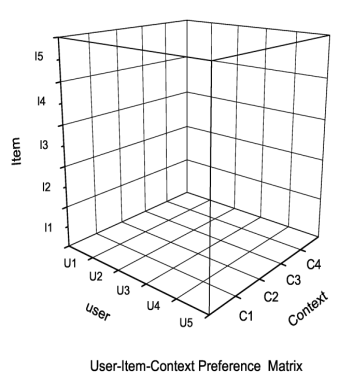 I5
I4
I3
I2
I1
Item
U1
U2
U3
U4
U5
user
C1
C2
C3
C4
Context
User-Item-Context Preference Matrix